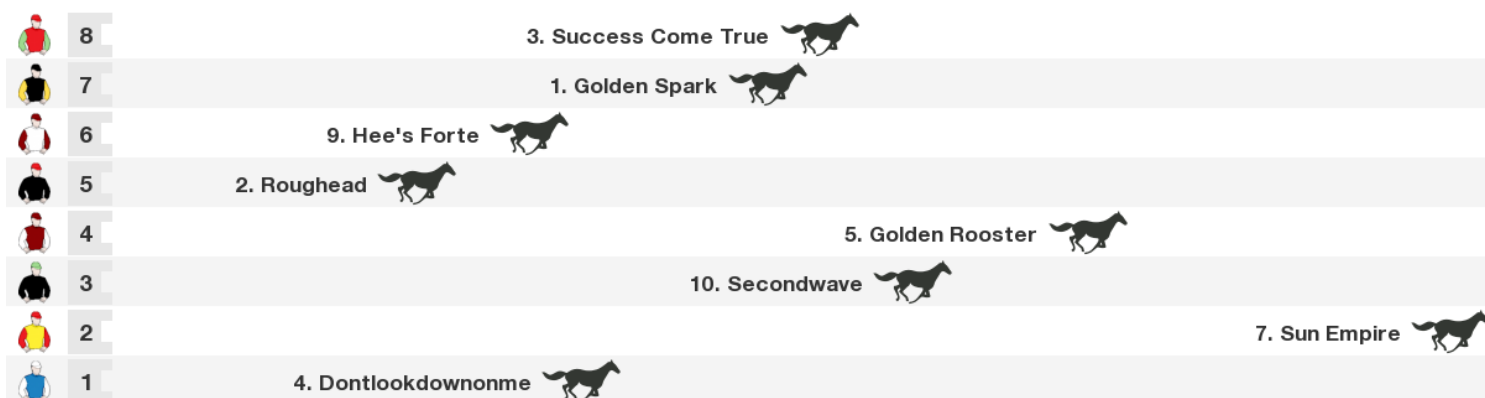 8 3. Success Come True
7 1. Golden Spark
6 9. Hee's Forte
5 2. Roughead
4 5. Golden Rooster
3 10. Secondwave
2 7. Sun Empire
1 4. Dontlookdownonme